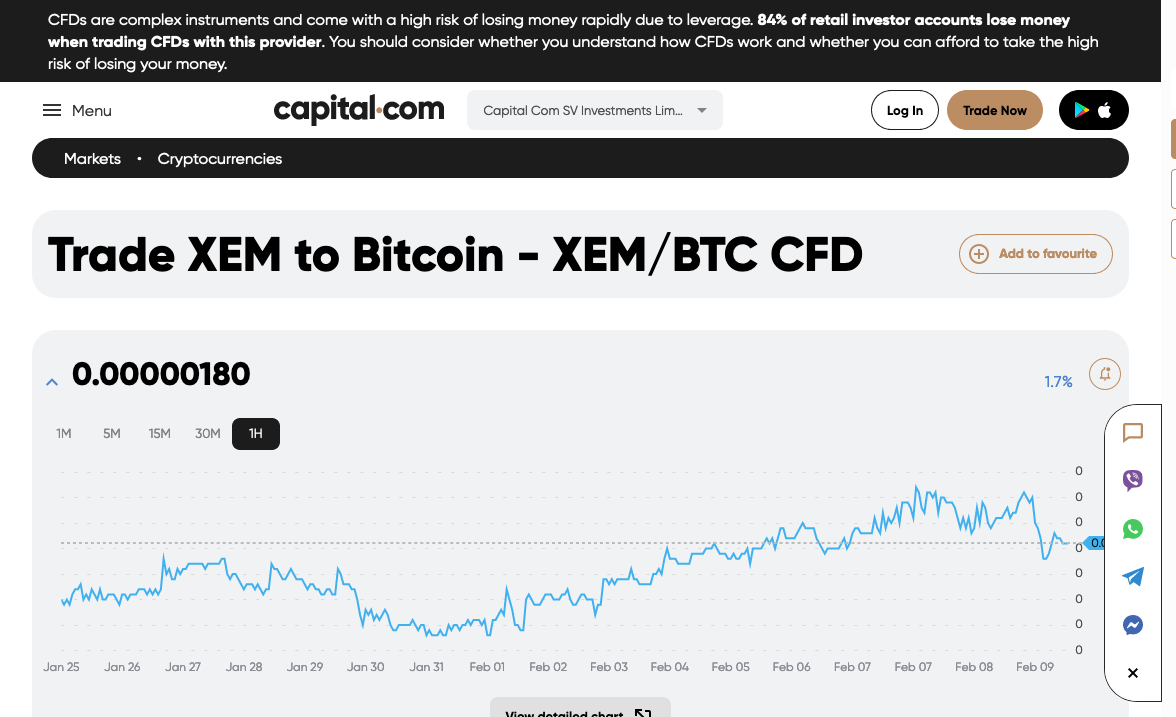 CFDs are complex instruments and come with a high risk of losing money rapidly due to leverage. 84% of retail investor accounts lose money
when trading CFDs with this provider. You should consider whether you understand how CFDs work and whether you can afford to take the high
risk of losing your money.
Menu
capital.com
Capital Com SV Investments Lim...
Log In
Trade Now
Markets • Cryptocurrencies
Trade XEM to Bitcoin - XEM/BTC CFD
Add to favourite
0.00000180
1.7%
1M 5M 15M 30M 1H
0
0
0
0
0.0
0
0
0
0
Jan 25 Jan 26 Jan 27 Jan 28 Jan 29 Jan 30 Jan 31 Feb 01 Feb 02 Feb 03 Feb 04 Feb 05 Feb 06 Feb 07 Feb 07 Feb 08 Feb 09
View detailed chart